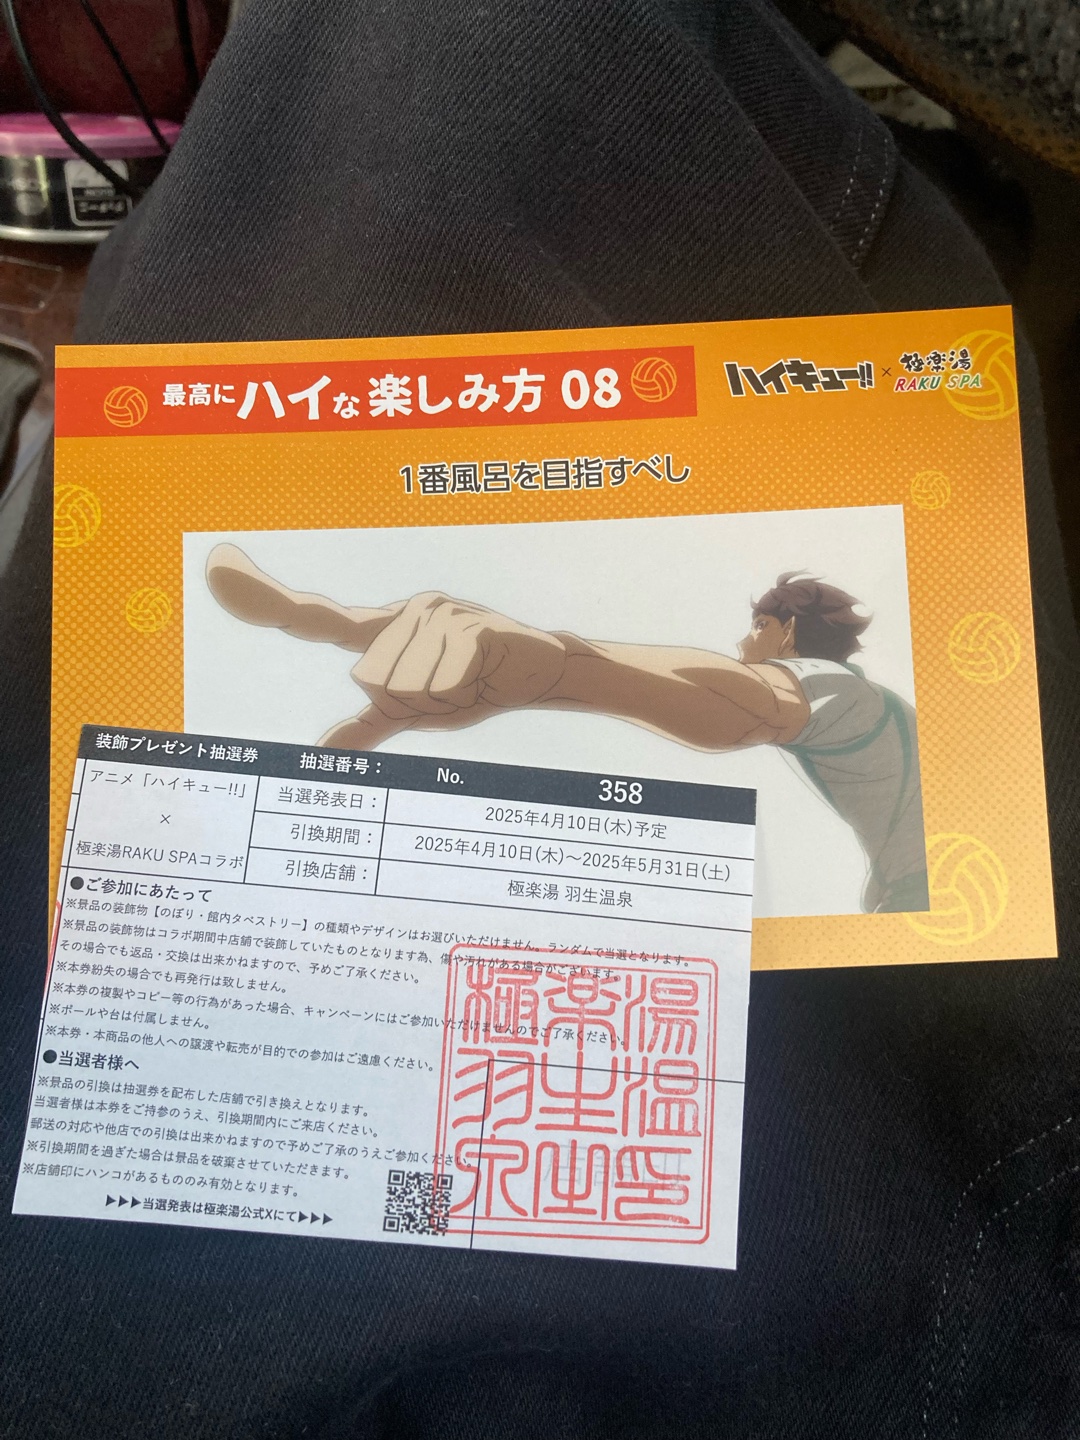 最高にハイな楽しみ方 08
ハイキュー!! × 極楽湯
RAKU SPA
1番風呂を目指すべし
装飾プレゼント抽選券 抽選番号： No. 358
アニメ「ハイキュー!!」
×
極楽湯RAKU SPAコラボ
当選発表日： 2025年4月10日(木)予定
引換期間： 2025年4月10日(木)～2025年5月31日(土)
引換店舗： 極楽湯 羽生温泉
●ご参加にあたって
※景品の装飾物【のぼり・館内タペストリー】の種類やデザインはお選びいただけません。ランダムで当選となります。
※景品の装飾物はコラボ期間中店舗で装飾していたものとなります為、傷や汚れがある場合がございます。
その場合でも返品・交換は出来かねますので、予めご了承ください。
※本券紛失の場合でも再発行は致しません。
※本券の複製やコピー等の行為があった場合、キャンペーンにはご参加いただけませんのでご了承ください。
※ポールや台は付属しません。
※本券・本商品の他人への譲渡や転売が目的での参加はご遠慮ください。
●当選者様へ
※景品の引換は抽選券を配布した店舗で引き換えとなります。
当選者様は本券をご持参のうえ、引換期間内にご来店ください。
郵送の対応や他店での引換は出来かねますので予めご了承のうえご参加ください。
※引換期間を過ぎた場合は景品を破棄させていただきます。
※店舗印にハンコがあるもののみ有効となります。
▶▶▶当選発表は極楽湯公式Xにて▶▶▶
極楽湯
羽生温
泉
印